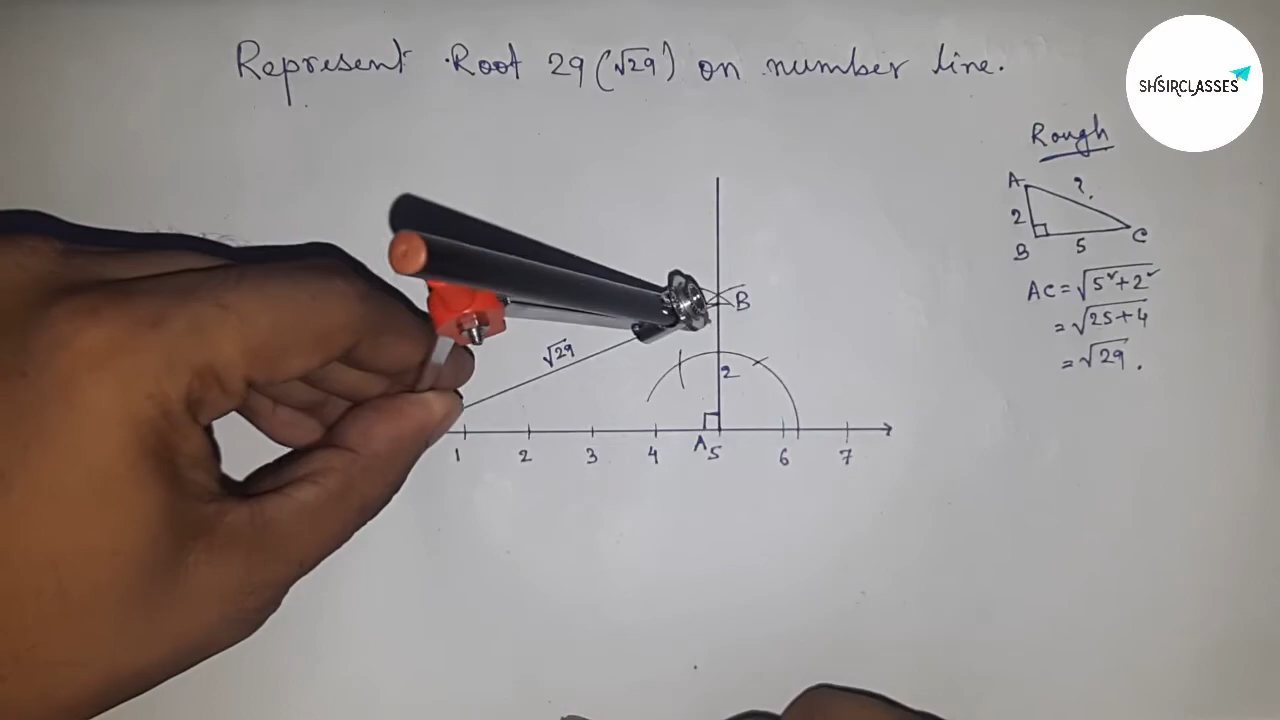 Represent Root 29 (√29) on number line.
SHSIRCLASSES
Rough
A ?
2
B 5 C
AC = √5²+2²
= √25+4
= √29 .
B
√29
2
A
1 2 3 4 5 6 7